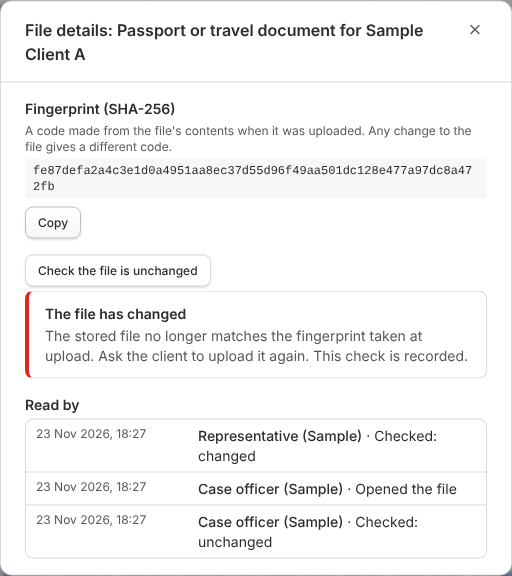 File details: Passport or travel document for Sample
Client A
Fingerprint (SHA-256)
A code made from the file's contents when it was uploaded. Any change to the
file gives a different code.
fe87defa2a4c3e1d0a4951aa8ec37d55d96f49aa501dc128e477a97dc8a47
2fb
Copy
Check the file is unchanged
The file has changed
The stored file no longer matches the fingerprint taken at
upload. Ask the client to upload it again. This check is recorded.
Read by
23 Nov 2026, 18:27 Representative (Sample) · Checked:
changed
23 Nov 2026, 18:27 Case officer (Sample) · Opened the file
23 Nov 2026, 18:27 Case officer (Sample) · Checked:
unchanged